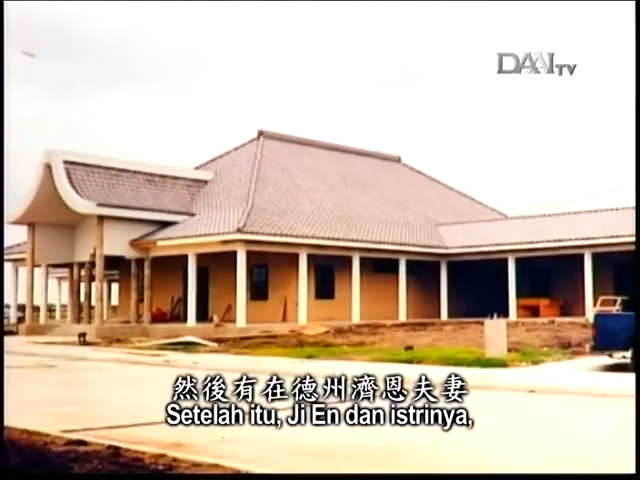 DAAI TV
然後有在德州濟恩夫妻
Setelah itu, Ji En dan istrinya,